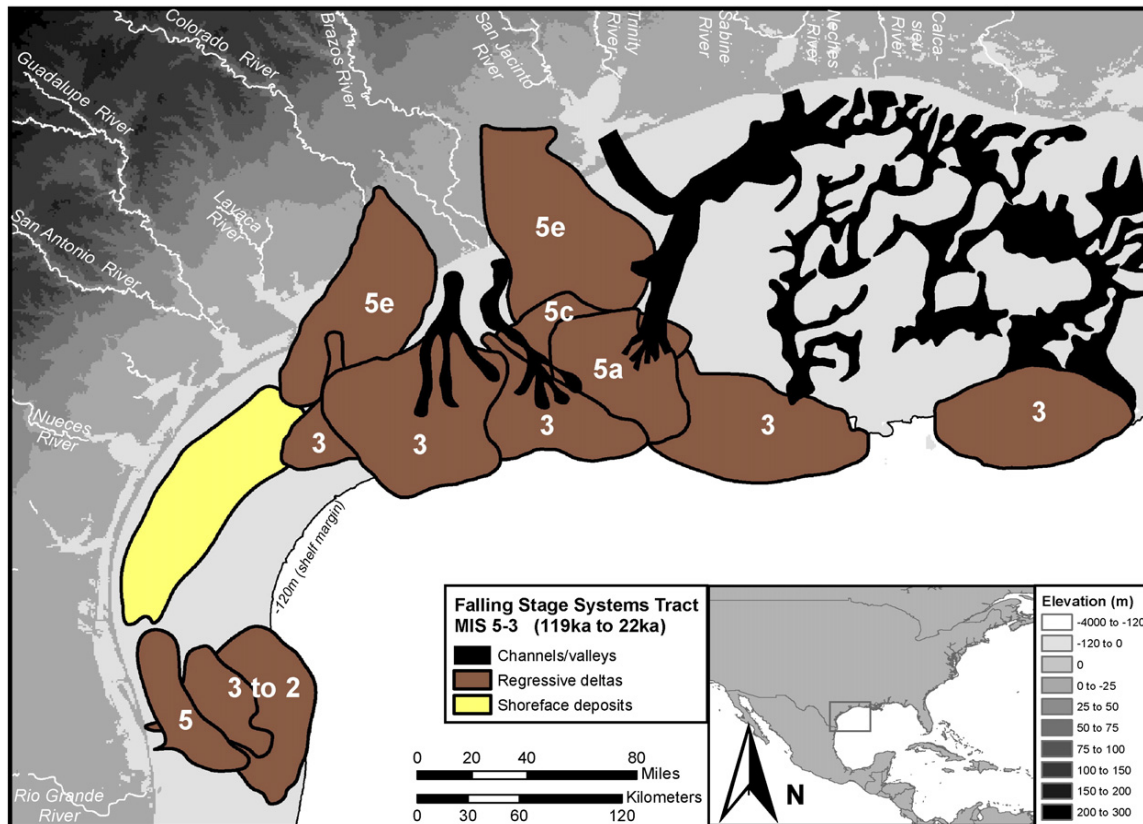 Colorado River
Brazos River
San Jacinto
River
Trinity
River
Sabine
River
Neches
River
Calca-
sieu
River
Guadalupe River
Lavaca
River
San Antonio River
Nueces
River
Rio Grande
River
5e
5e
5c
5a
3
3
3
3
3
3 to 2
5
-120m (shelf margin)
Falling Stage Systems Tract
MIS 5-3 (119ka to 22ka)
Channels/valleys
Regressive deltas
Shoreface deposits
0 20 40 80
Miles
Kilometers
0 30 60 120
N
Elevation (m)
-4000 to -120
-120 to 0
0
0 to -25
25 to 50
50 to 75
75 to 100
100 to 150
150 to 200
200 to 300